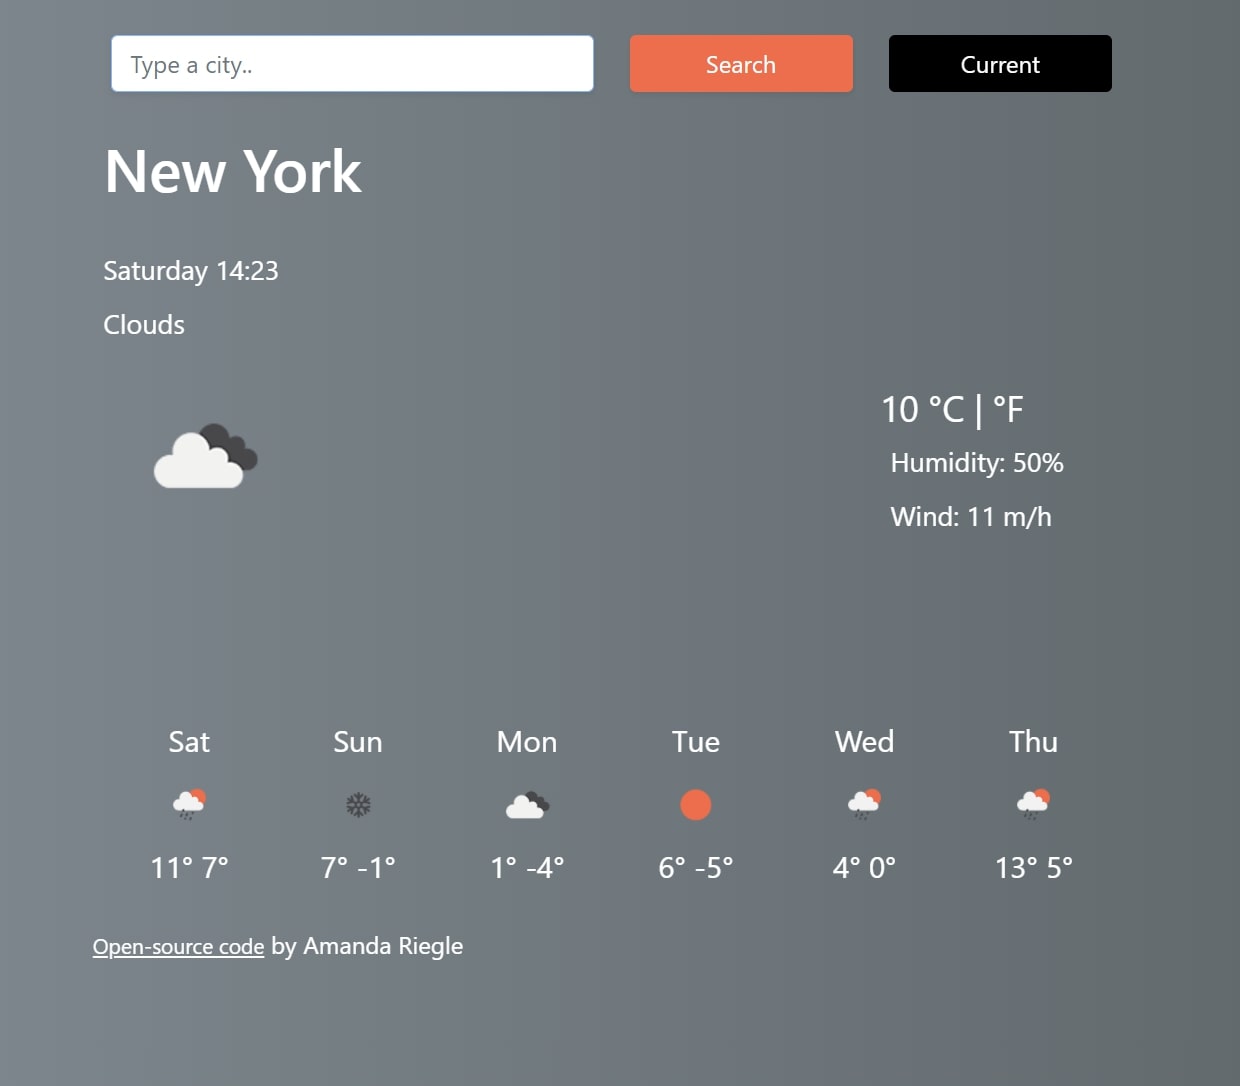 Type a city..
Search
Current
New York
Saturday 14:23
Clouds
10 °C | °F
Humidity: 50%
Wind: 11 m/h
Sat Sun Mon Tue Wed Thu
11° 7° 7° -1° 1° -4° 6° -5° 4° 0° 13° 5°
Open-source code by Amanda Riegle